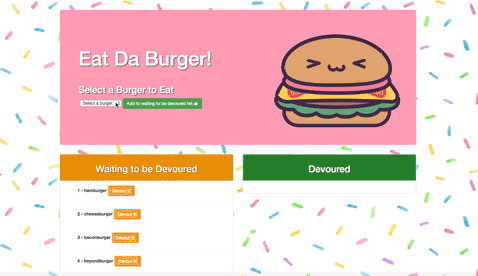 Eat Da Burger!
Select a Burger to Eat
Select a burger Add to waiting to be devoured list
Waiting to be Devoured
Devoured
1 - hamburger Devour It!
2 - cheeseburger Devour It!
3 - baconburger Devour It!
4 - beyondburger Devour It!